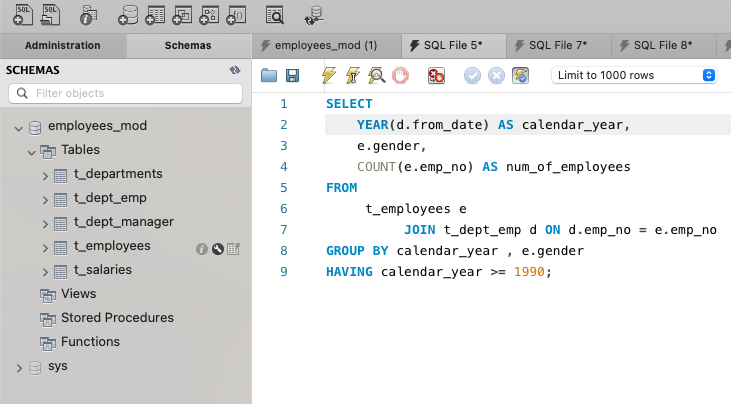 Administration
Schemas
employees_mod (1)
SQL File 5*
SQL File 7*
SQL File 8*
SCHEMAS
Filter objects
employees_mod
Tables
t_departments
t_dept_emp
t_dept_manager
t_employees
t_salaries
Views
Stored Procedures
Functions
sys
Limit to 1000 rows
1 SELECT
2 YEAR(d.from_date) AS calendar_year,
3 e.gender,
4 COUNT(e.emp_no) AS num_of_employees
5 FROM
6 t_employees e
7 JOIN t_dept_emp d ON d.emp_no = e.emp_no
8 GROUP BY calendar_year , e.gender
9 HAVING calendar_year >= 1990;